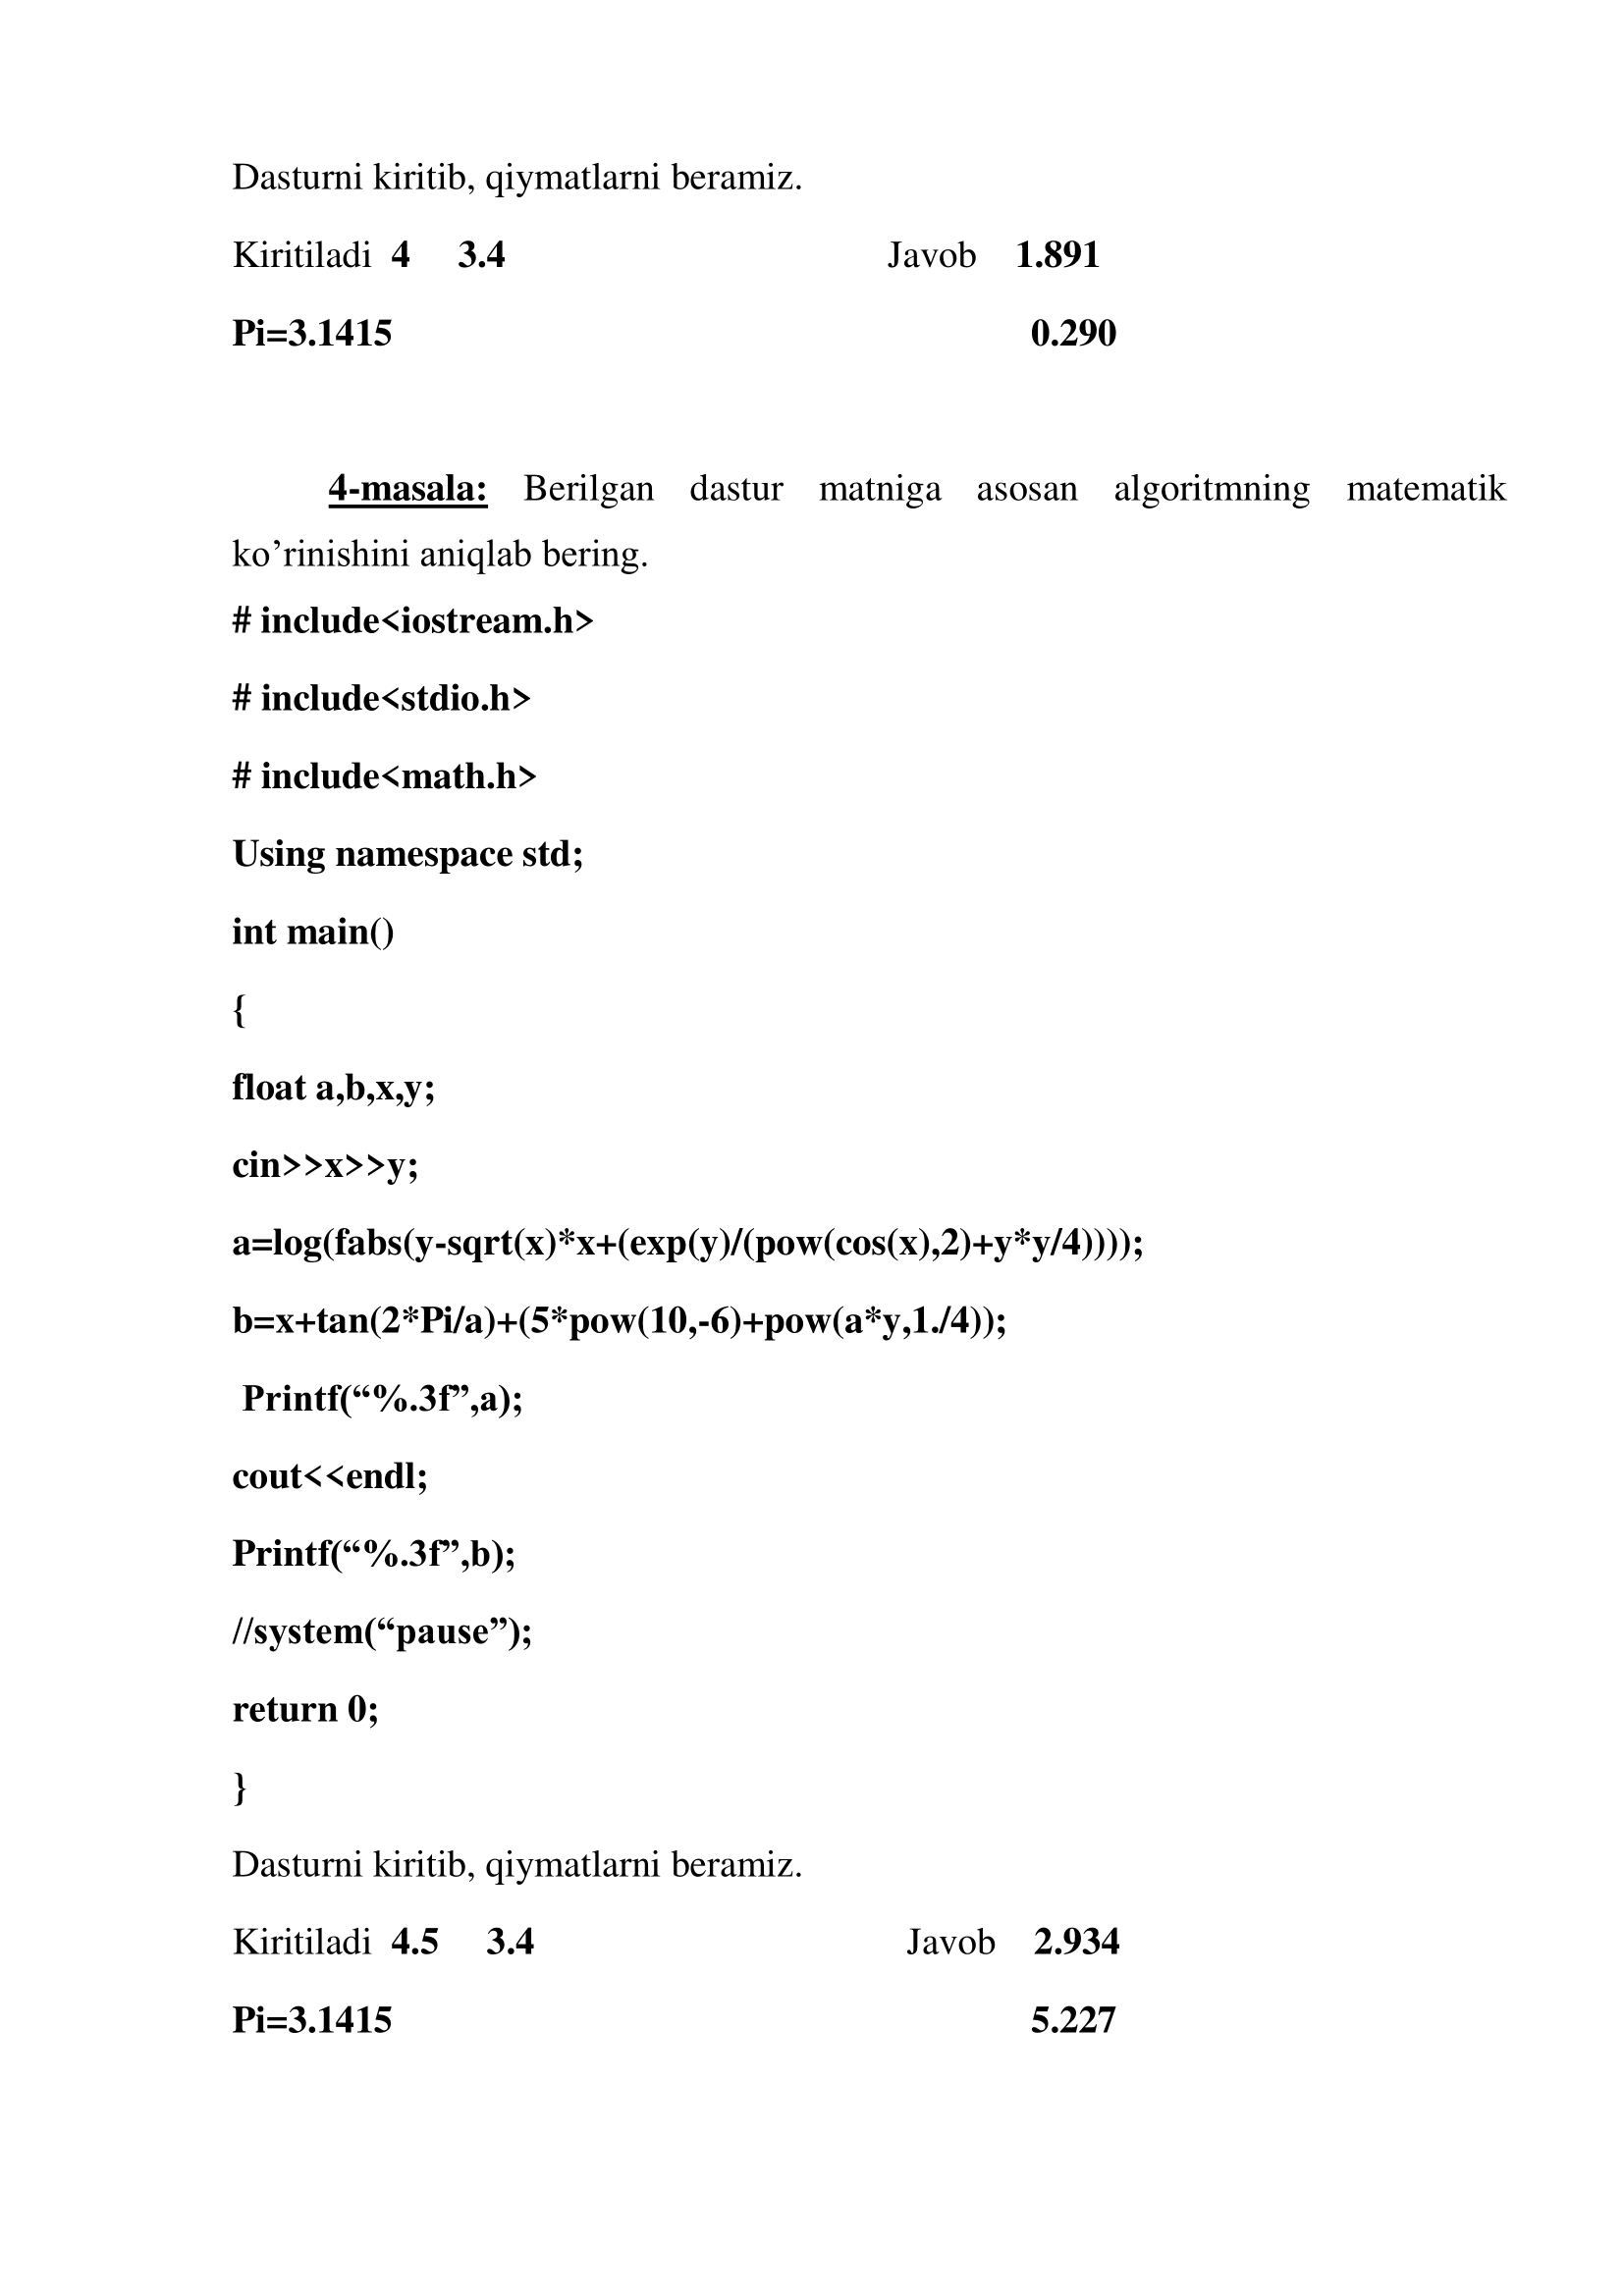 Dasturni kiritib, qiymatlarni beramiz.
Kiritiladi 4 3.4 Javob 1.891
Pi=3.1415 0.290
4-masala: Berilgan dastur matniga asosan algoritmning matematik
ko’rinishini aniqlab bering.
# include<iostream.h>
# include<stdio.h>
# include<math.h>
Using namespace std;
int main()
{
float a,b,x,y;
cin>>x>>y;
a=log(fabs(y-sqrt(x)*x+(exp(y)/(pow(cos(x),2)+y*y/4))));
b=x+tan(2*Pi/a)+(5*pow(10,-6)+pow(a*y,1./4));
Printf(“%.3f”,a);
cout<<endl;
Printf(“%.3f”,b);
//system(“pause”);
return 0;
}
Dasturni kiritib, qiymatlarni beramiz.
Kiritiladi 4.5 3.4 Javob 2.934
Pi=3.1415 5.227